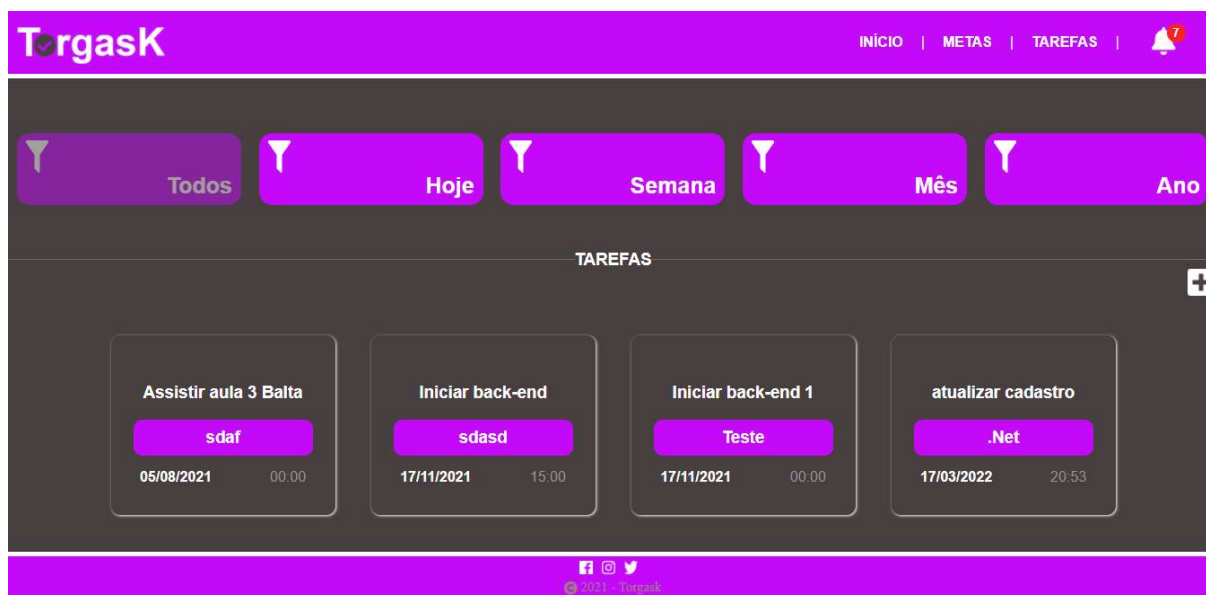 TorgasK
INÍCIO | METAS | TAREFAS |
7
Todos
Hoje
Semana
Mês
Ano
TAREFAS
Assistir aula 3 Balta
sdaf
05/08/2021 00:00
Iniciar back-end
sdasd
17/11/2021 15:00
Iniciar back-end 1
Teste
17/11/2021 00:00
atualizar cadastro
.Net
17/03/2022 20:53
© 2021 - Torgask